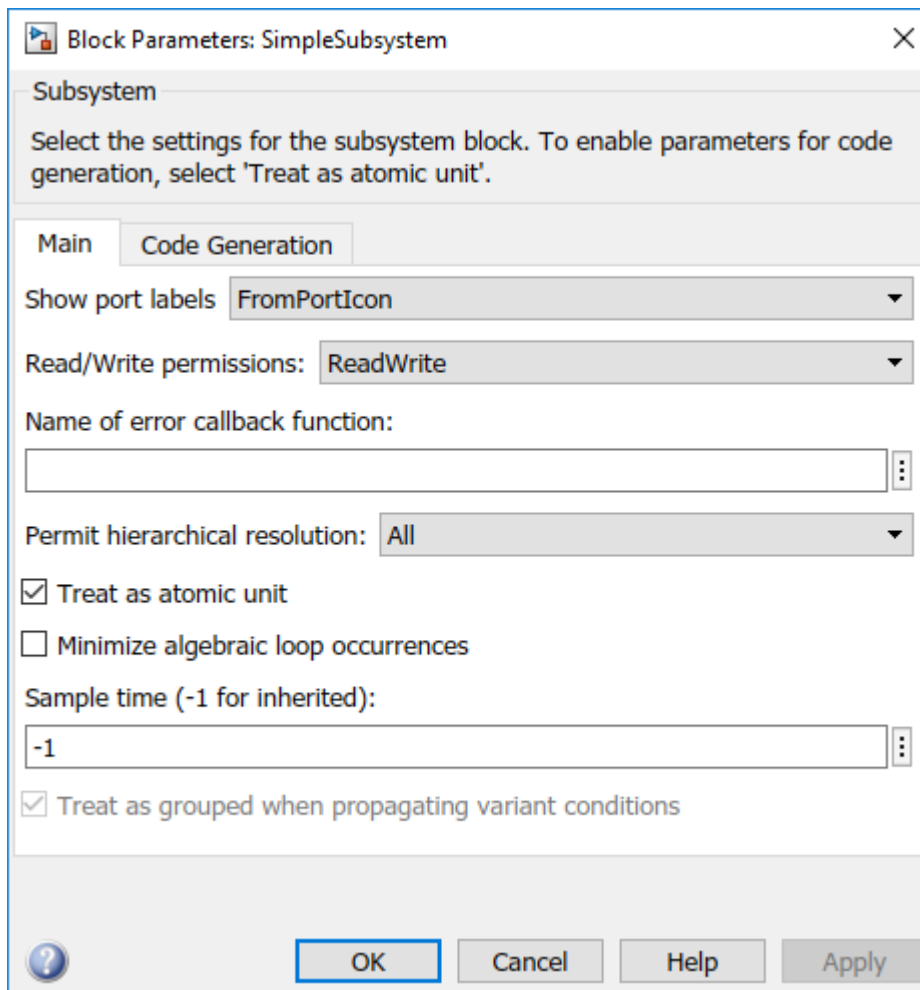 Block Parameters: SimpleSubsystem
Subsystem
Select the settings for the subsystem block. To enable parameters for code
generation, select 'Treat as atomic unit'.
Main Code Generation
Show port labels FromPortIcon
Read/Write permissions: ReadWrite
Name of error callback function:
Permit hierarchical resolution: All
Treat as atomic unit
Minimize algebraic loop occurrences
Sample time (-1 for inherited):
-1
Treat as grouped when propagating variant conditions
? OK Cancel Help Apply